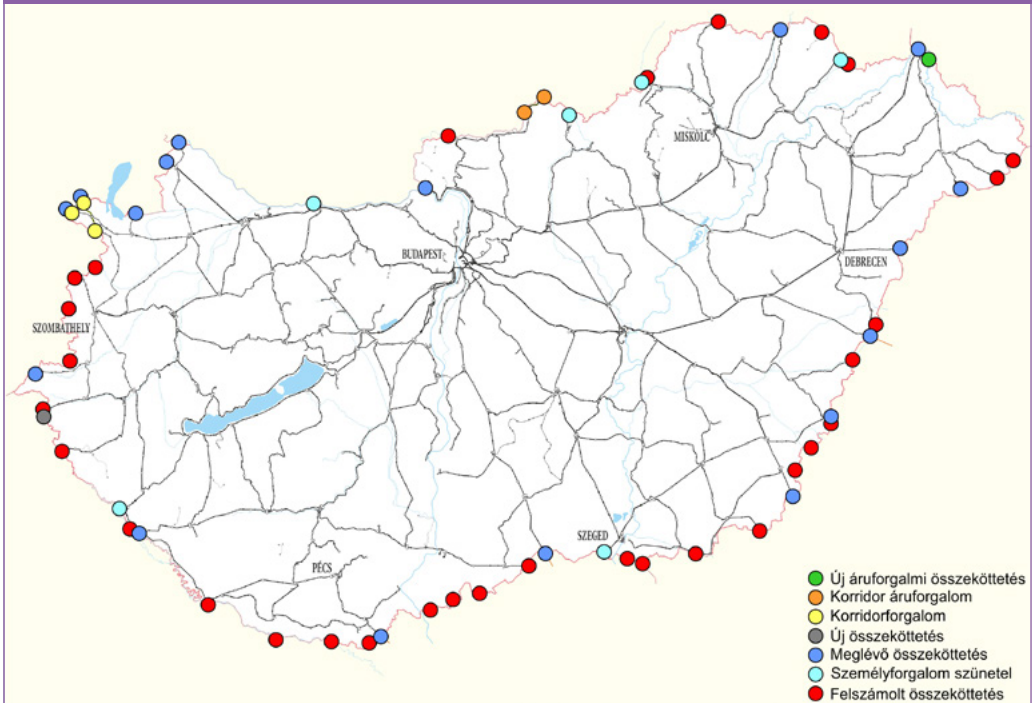 MISKOLC
BUDAPEST
DEBRECEN
SZOMBATHELY
SZEGED
PÉCS
Új áruforgalmi összeköttetés
Korridor áruforgalom
Korridorforgalom
Új összeköttetés
Meglévő összeköttetés
Személyforgalom szünetel
Felszámolt összeköttetés